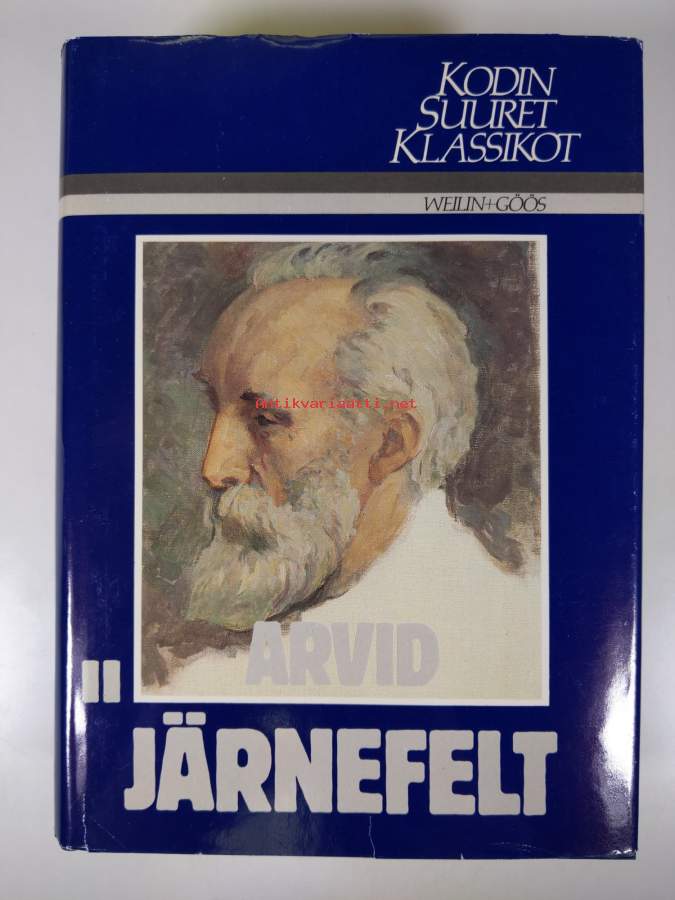 KODIN
SUURET
KLASSIKOT
WEILIN+GÖÖS
Antikvariaatti.net
ARVID
II
JÄRNEFELT